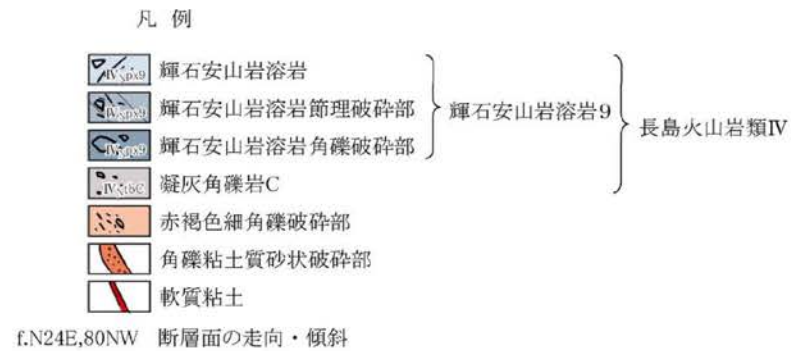 凡 例
輝石安山岩溶岩
輝石安山岩溶岩節理破砕部
輝石安山岩溶岩角礫破砕部
輝石安山岩溶岩9
長島火山岩類Ⅳ
凝灰角礫岩C
赤褐色細角礫破砕部
角礫粘土質砂状破砕部
軟質粘土
f.N24E,80NW 断層面の走向・傾斜